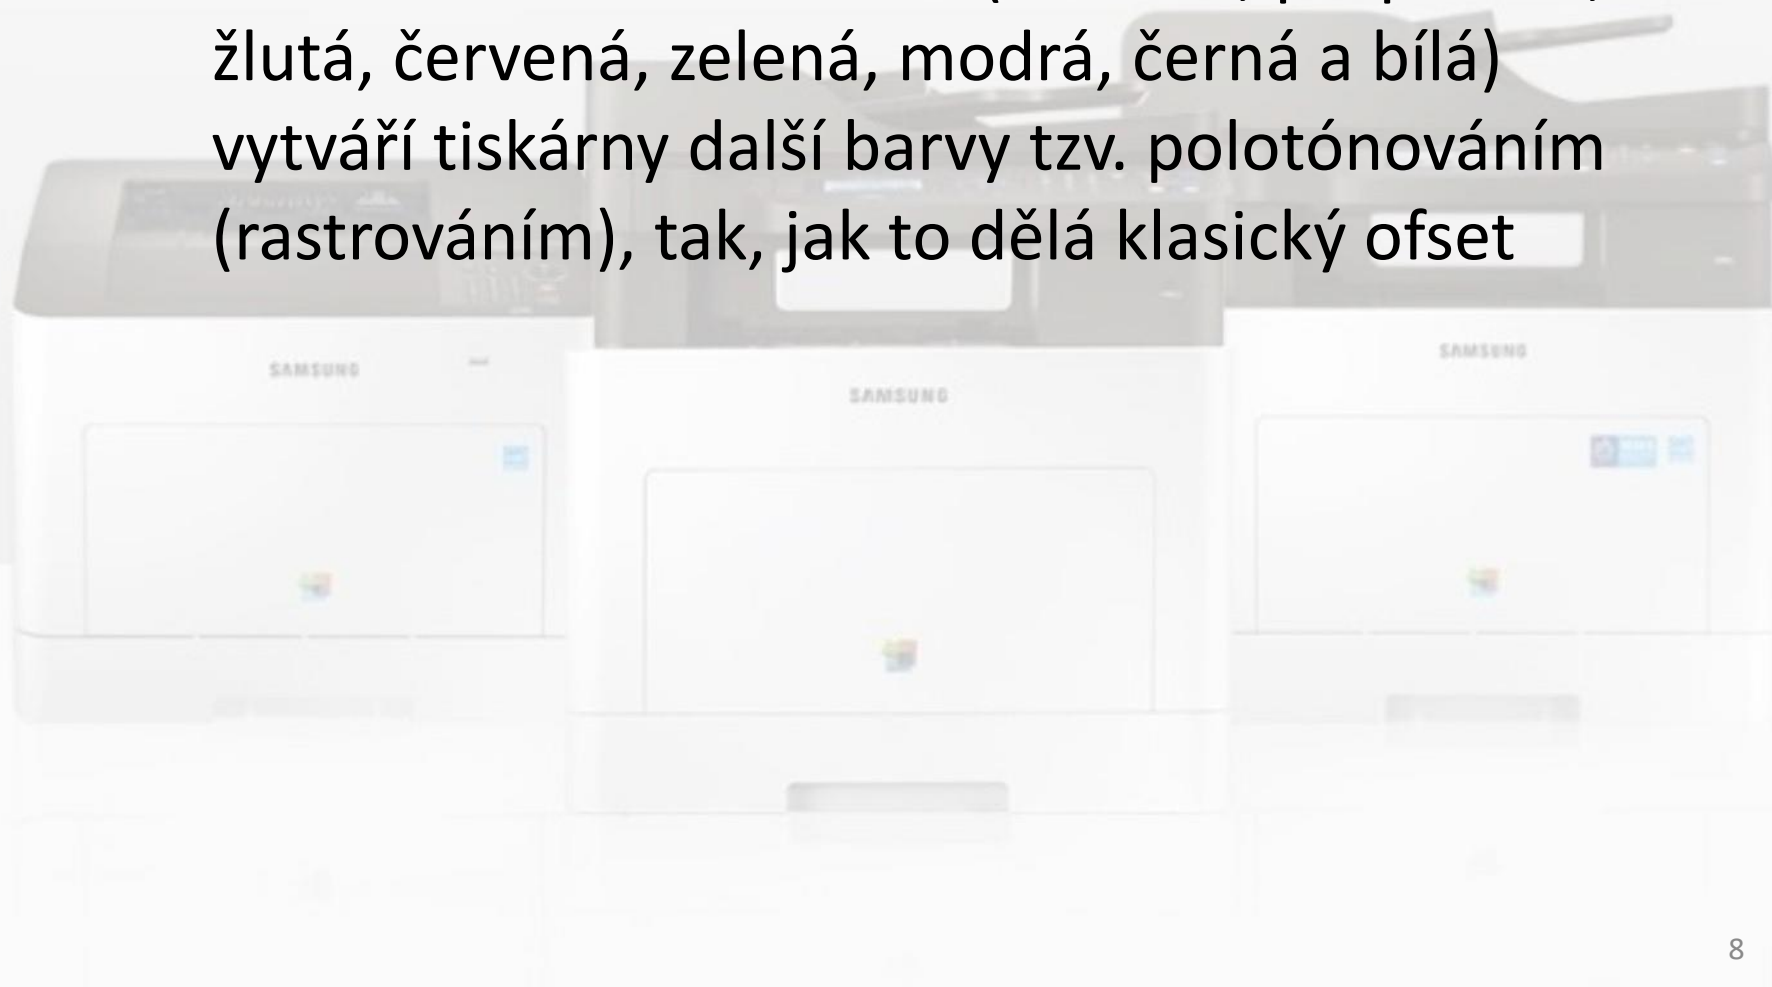 žlutá, červená, zelená, modrá, černá a bílá)
vytváří tiskárny další barvy tzv. polotónováním
(rastrováním), tak, jak to dělá klasický ofset
SAMSUNG
SAMSUNG
SAMSUNG
8